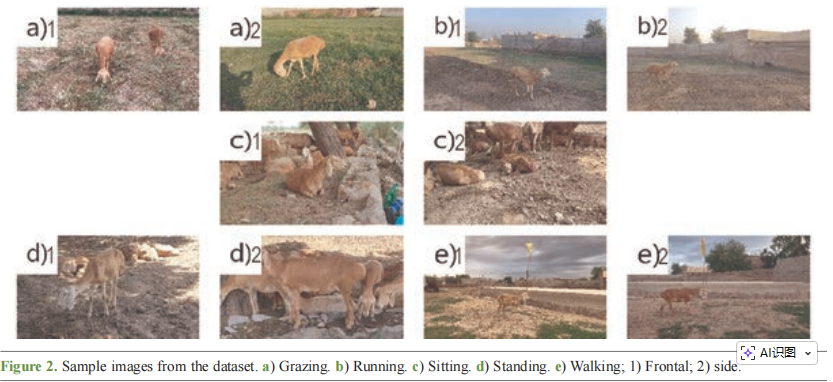 a)1
a)2
b)1
b)2
c)1
c)2
d)1
d)2
e)1
e)2
AI识图
Figure 2. Sample images from the dataset. a) Grazing. b) Running. c) Sitting. d) Standing. e) Walking; 1) Frontal; 2) side.